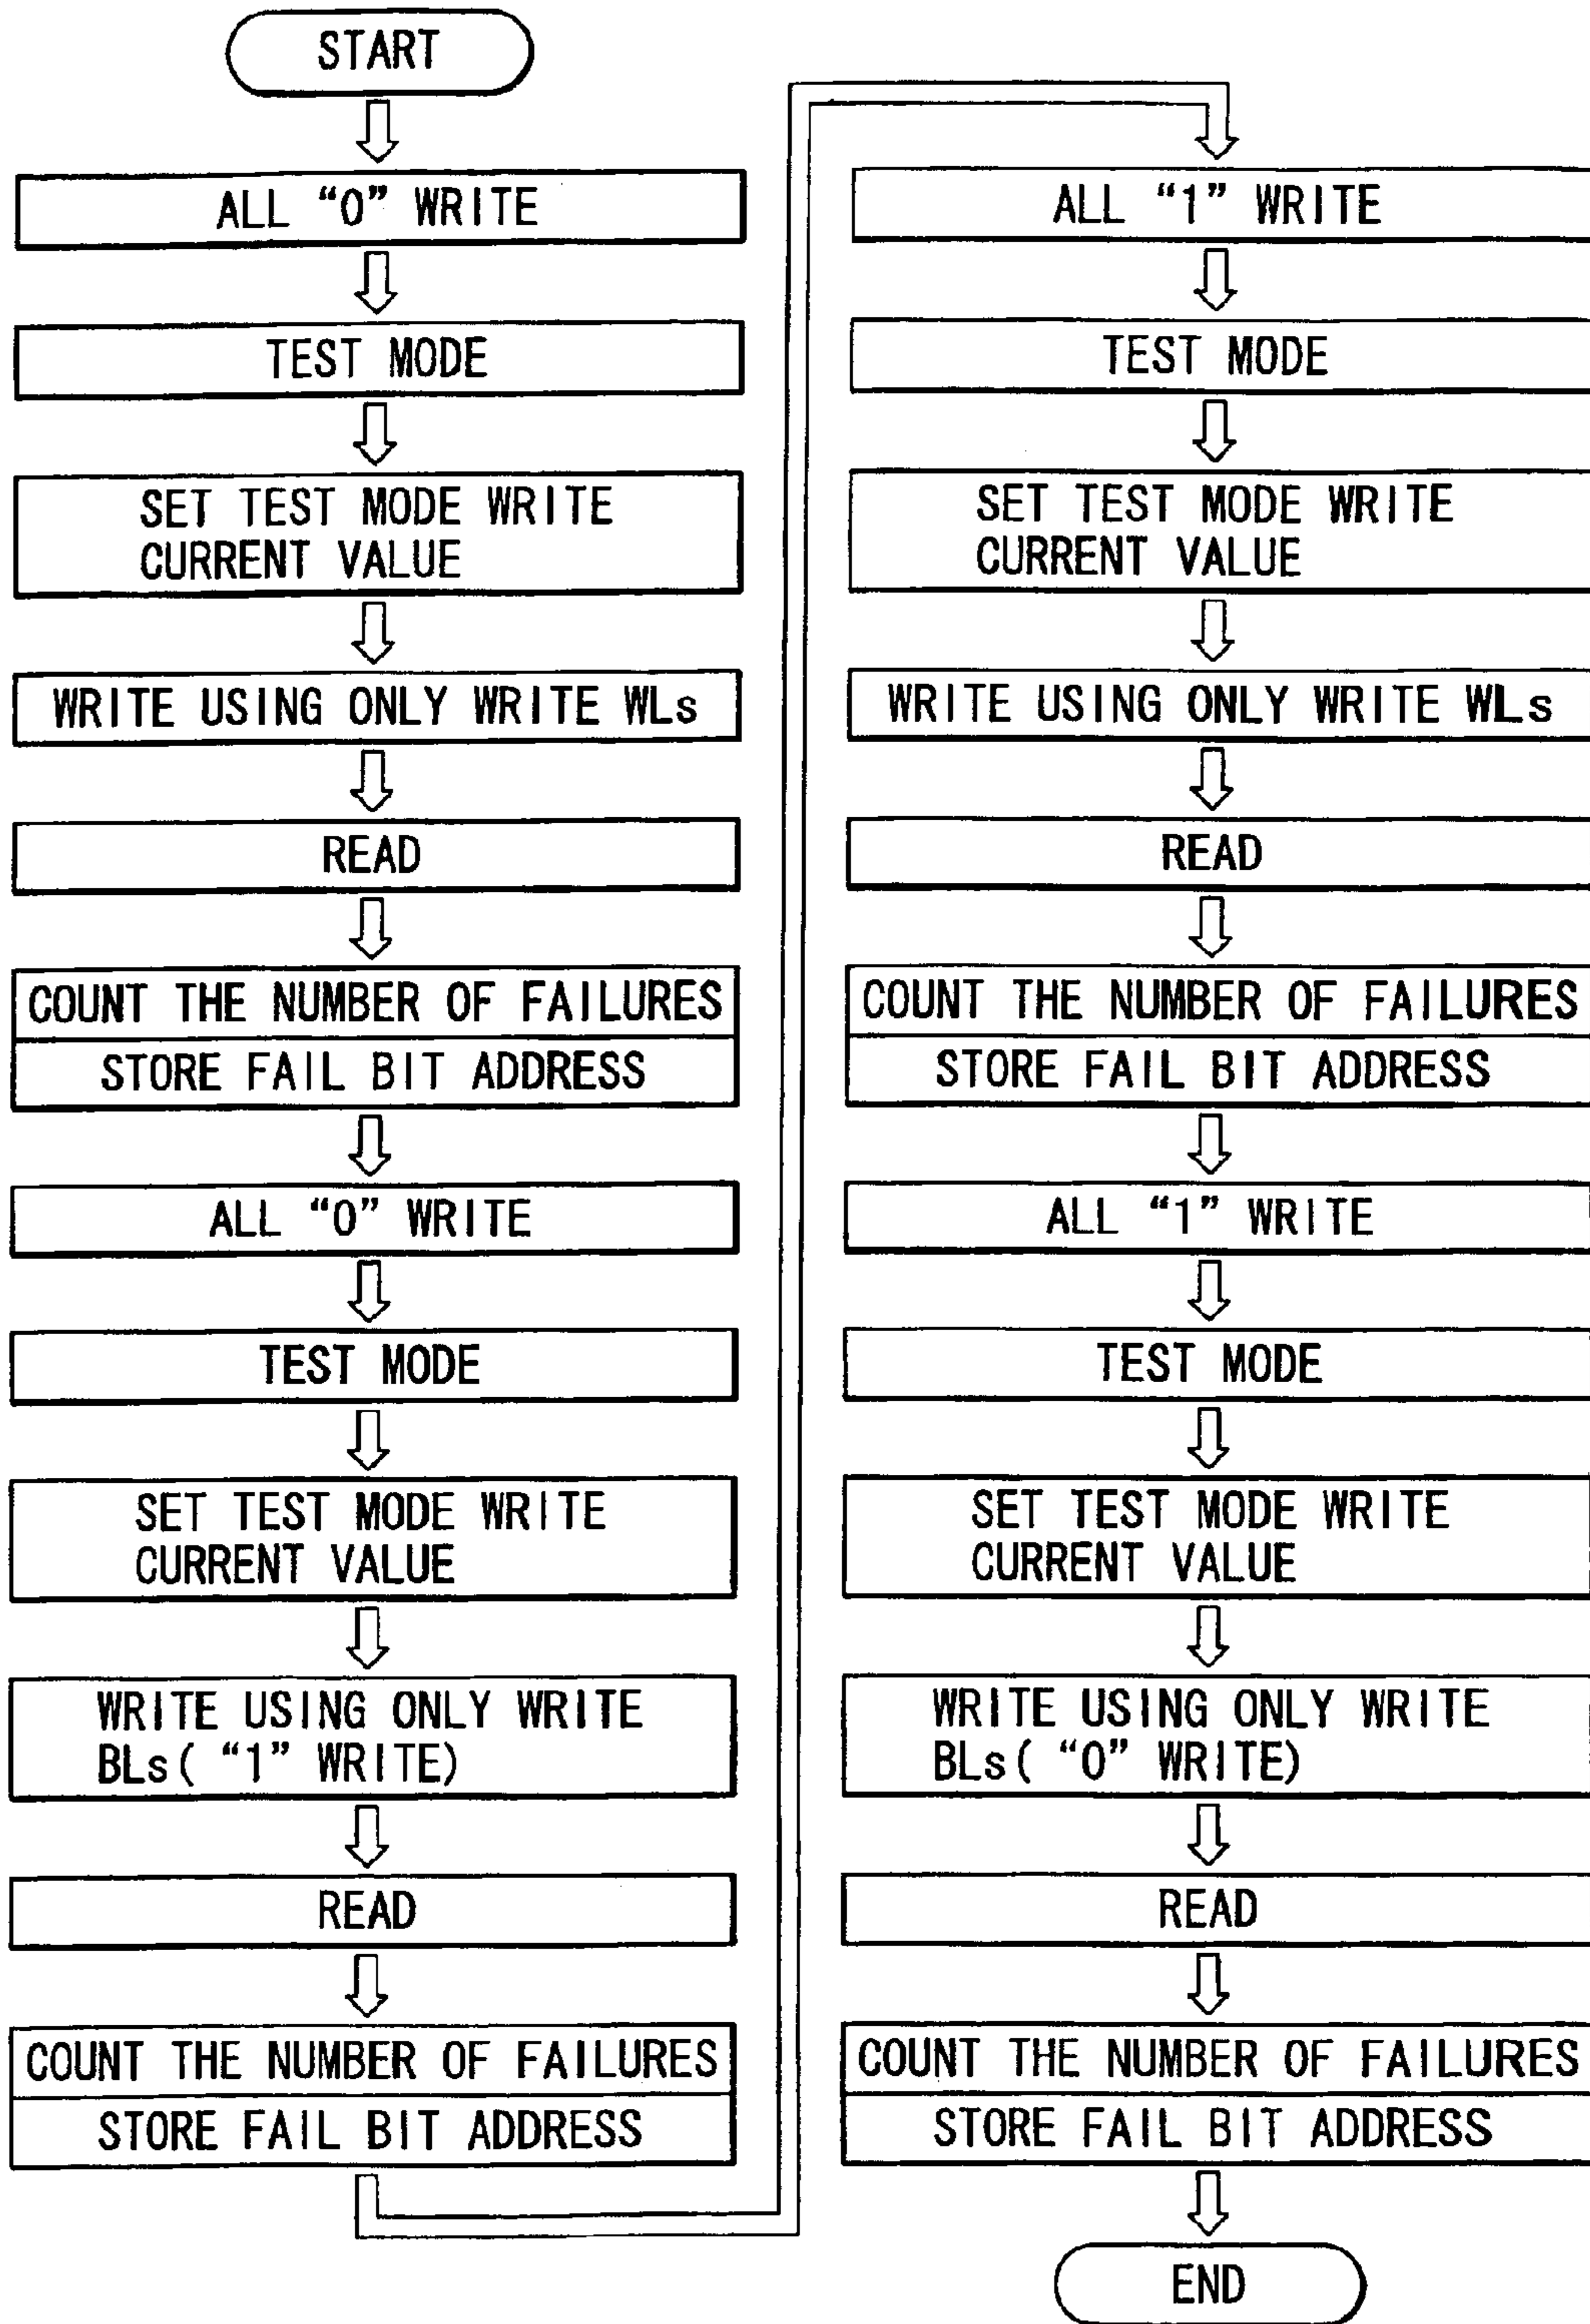 START
ALL “0” WRITE
TEST MODE
SET TEST MODE WRITE
CURRENT VALUE
WRITE USING ONLY WRITE WLs
READ
COUNT THE NUMBER OF FAILURES
STORE FAIL BIT ADDRESS
ALL “0” WRITE
TEST MODE
SET TEST MODE WRITE
CURRENT VALUE
WRITE USING ONLY WRITE
BLs( “1” WRITE)
READ
COUNT THE NUMBER OF FAILURES
STORE FAIL BIT ADDRESS
ALL “1” WRITE
TEST MODE
SET TEST MODE WRITE
CURRENT VALUE
WRITE USING ONLY WRITE WLs
READ
COUNT THE NUMBER OF FAILURES
STORE FAIL BIT ADDRESS
ALL “1” WRITE
TEST MODE
SET TEST MODE WRITE
CURRENT VALUE
WRITE USING ONLY WRITE
BLs( “0” WRITE)
READ
COUNT THE NUMBER OF FAILURES
STORE FAIL BIT ADDRESS
END